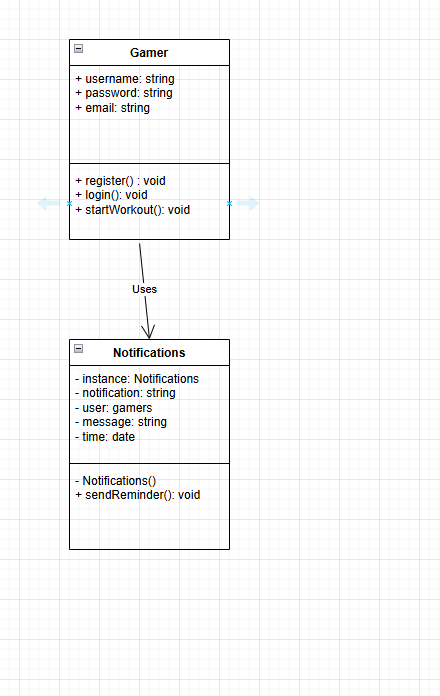 Gamer
+ username: string
+ password: string
+ email: string
+ register() : void
+ login(): void
+ startWorkout(): void
Uses
Notifications
- instance: Notifications
- notification: string
- user: gamers
- message: string
- time: date
- Notifications()
+ sendReminder(): void